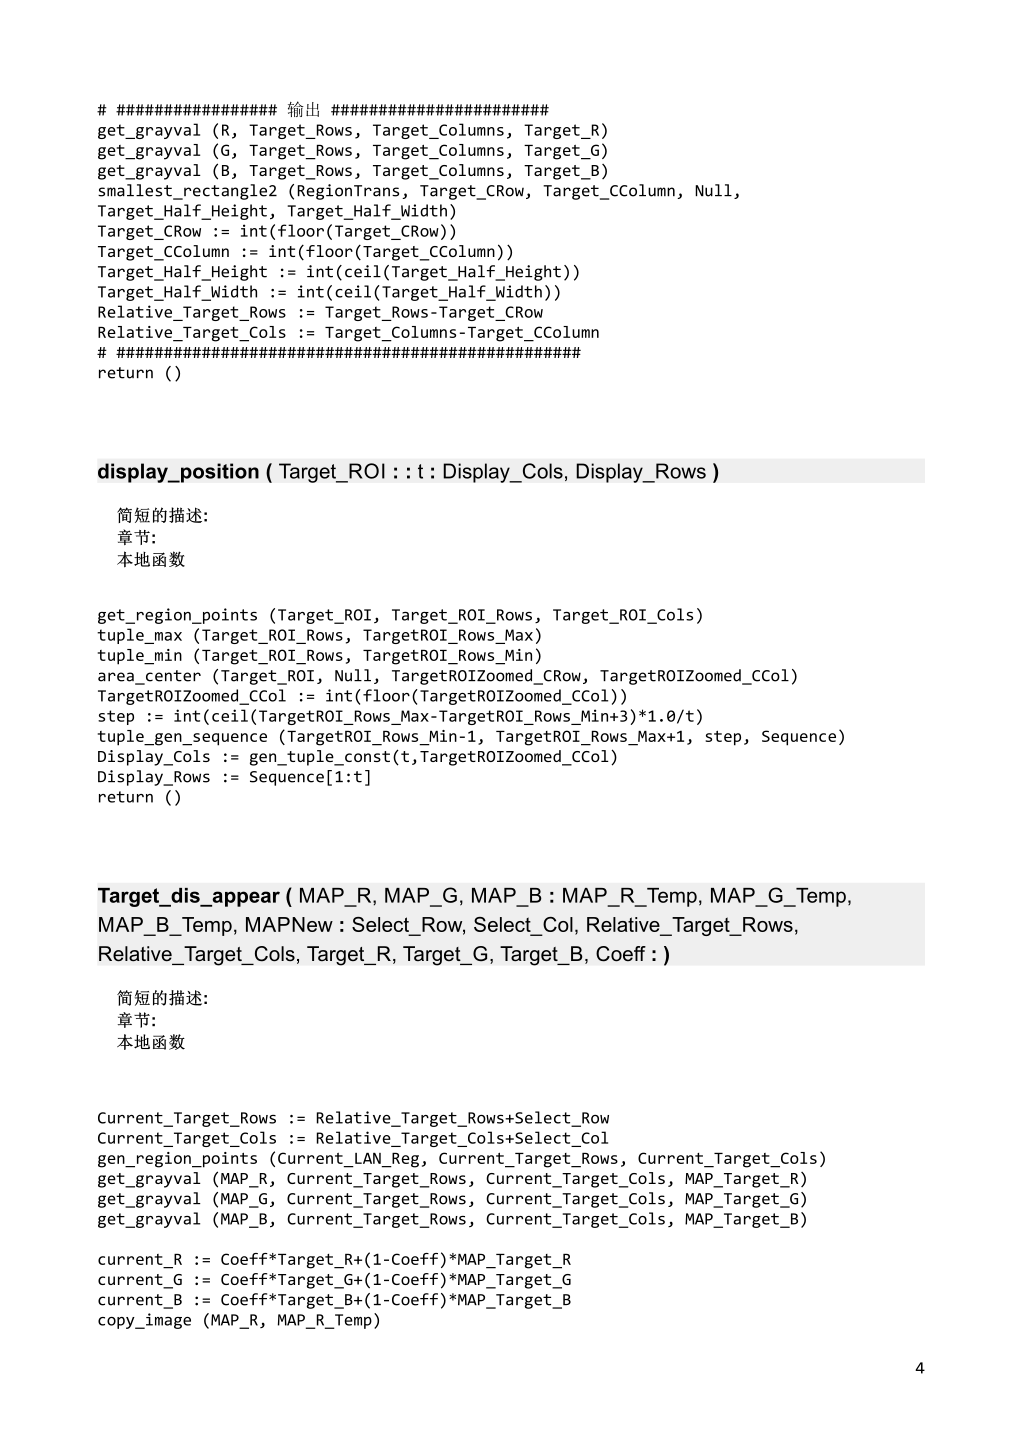 # ################# 输出 #######################
get_grayval (R, Target_Rows, Target_Columns, Target_R)
get_grayval (G, Target_Rows, Target_Columns, Target_G)
get_grayval (B, Target_Rows, Target_Columns, Target_B)
smallest_rectangle2 (RegionTrans, Target_CRow, Target_CColumn, Null,
Target_Half_Height, Target_Half_Width)
Target_CRow := int(floor(Target_CRow))
Target_CColumn := int(floor(Target_CColumn))
Target_Half_Height := int(ceil(Target_Half_Height))
Target_Half_Width := int(ceil(Target_Half_Width))
Relative_Target_Rows := Target_Rows-Target_CRow
Relative_Target_Cols := Target_Columns-Target_CColumn
# #################################################
return ()
display_position ( Target_ROI : : t : Display_Cols, Display_Rows )
简短的描述:
章节:
本地函数
get_region_points (Target_ROI, Target_ROI_Rows, Target_ROI_Cols)
tuple_max (Target_ROI_Rows, TargetROI_Rows_Max)
tuple_min (Target_ROI_Rows, TargetROI_Rows_Min)
area_center (Target_ROI, Null, TargetROIZoomed_CRow, TargetROIZoomed_CCol)
TargetROIZoomed_CCol := int(floor(TargetROIZoomed_CCol))
step := int(ceil(TargetROI_Rows_Max-TargetROI_Rows_Min+3)*1.0/t)
tuple_gen_sequence (TargetROI_Rows_Min-1, TargetROI_Rows_Max+1, step, Sequence)
Display_Cols := gen_tuple_const(t,TargetROIZoomed_CCol)
Display_Rows := Sequence[1:t]
return ()
Target_dis_appear ( MAP_R, MAP_G, MAP_B : MAP_R_Temp, MAP_G_Temp,
MAP_B_Temp, MAPNew : Select_Row, Select_Col, Relative_Target_Rows,
Relative_Target_Cols, Target_R, Target_G, Target_B, Coeff : )
简短的描述:
章节:
本地函数
Current_Target_Rows := Relative_Target_Rows+Select_Row
Current_Target_Cols := Relative_Target_Cols+Select_Col
gen_region_points (Current_LAN_Reg, Current_Target_Rows, Current_Target_Cols)
get_grayval (MAP_R, Current_Target_Rows, Current_Target_Cols, MAP_Target_R)
get_grayval (MAP_G, Current_Target_Rows, Current_Target_Cols, MAP_Target_G)
get_grayval (MAP_B, Current_Target_Rows, Current_Target_Cols, MAP_Target_B)
current_R := Coeff*Target_R+(1-Coeff)*MAP_Target_R
current_G := Coeff*Target_G+(1-Coeff)*MAP_Target_G
current_B := Coeff*Target_B+(1-Coeff)*MAP_Target_B
copy_image (MAP_R, MAP_R_Temp)
4